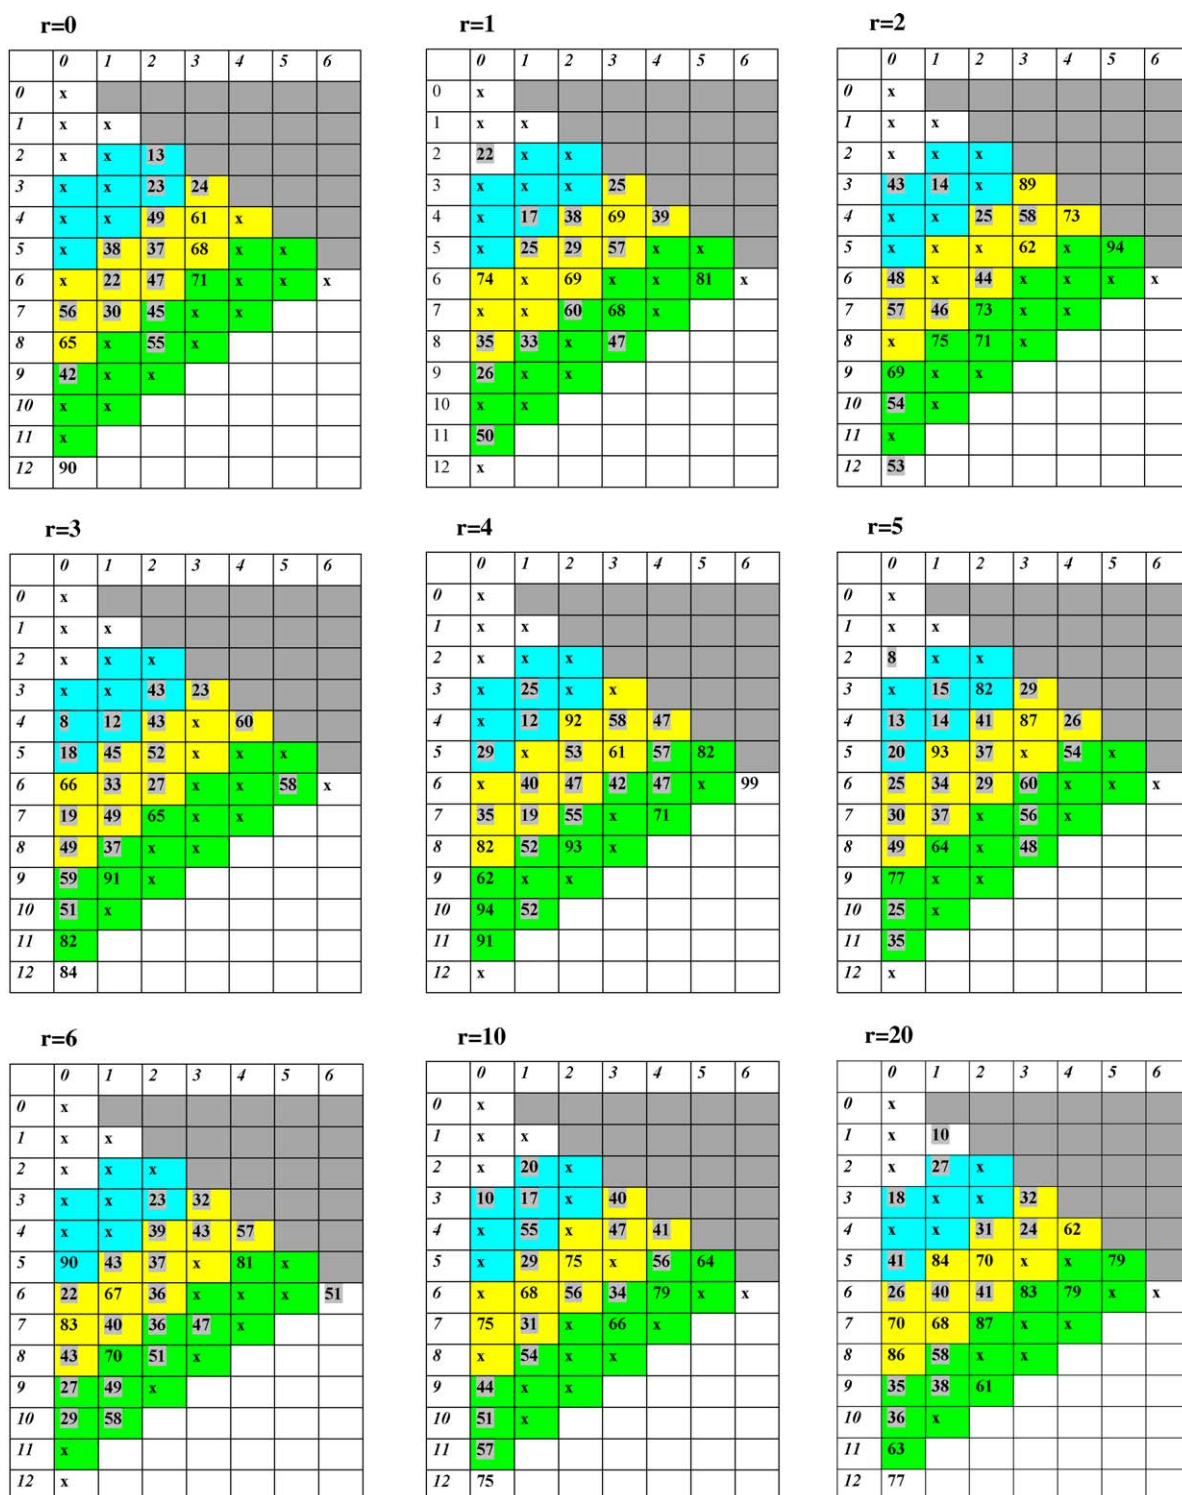 r=0 r=1 r=2
0 1 2 3 4 5 6 0 1 2 3 4 5 6 0 1 2 3 4 5 6
0 x 0 x 0 x
1 x x 1 x x 1 x x
2 x x 13 2 22 x x 2 x x x
3 x x 23 24 3 x x x 25 3 43 14 x 89
4 x x 49 61 x 4 x 17 38 69 39 4 x x 25 58 73
5 x 38 37 68 x x 5 x 25 29 57 x x 5 x x x 62 x 94
6 x 22 47 71 x x x 6 74 x 69 x x 81 x 6 48 x 44 x x x x
7 56 30 45 x x 7 x x 60 68 x 7 57 46 73 x x
8 65 x 55 x 8 35 33 x 47 8 x 75 71 x
9 42 x x 9 26 x x 9 69 x x
10 x x 10 x x 10 54 x
11 x 11 50 11 x
12 90 12 x 12 53
r=3 r=4 r=5
0 1 2 3 4 5 6 0 1 2 3 4 5 6 0 1 2 3 4 5 6
0 x 0 x 0 x
1 x x 1 x x 1 x x
2 x x x 2 x x x 2 8 x x
3 x x 43 23 3 x 25 x x 3 x 15 82 29
4 8 12 43 x 60 4 x 12 92 58 47 4 13 14 41 87 26
5 18 45 52 x x x 5 29 x 53 61 57 82 5 20 93 37 x 54 x
6 66 33 27 x x 58 x 6 x 40 47 42 47 x 99 6 25 34 29 60 x x x
7 19 49 65 x x 7 35 19 55 x 71 7 30 37 x 56 x
8 49 37 x x 8 82 52 93 x 8 49 64 x 48
9 59 91 x 9 62 x x 9 77 x x
10 51 x 10 94 52 10 25 x
11 82 11 91 11 35
12 84 12 x 12 x
r=6 r=10 r=20
0 1 2 3 4 5 6 0 1 2 3 4 5 6 0 1 2 3 4 5 6
0 x 0 x 0 x
1 x x 1 x x 1 x 10
2 x x x 2 x 20 x 2 x 27 x
3 x x 23 32 3 10 17 x 40 3 18 x x 32
4 x x 39 43 57 4 x 55 x 47 41 4 x x 31 24 62
5 90 43 37 x 81 x 5 x 29 75 x 56 64 5 41 84 70 x x 79
6 22 67 36 x x x 51 6 x 68 56 34 79 x x 6 26 40 41 83 79 x x
7 83 40 36 47 x 7 75 31 x 66 x 7 70 68 87 x x
8 43 70 51 x 8 x 54 x x 8 86 58 x x
9 27 49 x 9 44 x x 9 35 38 61
10 29 58 10 51 x 10 36 x
11 x 11 57 11 63
12 x 12 75 12 77